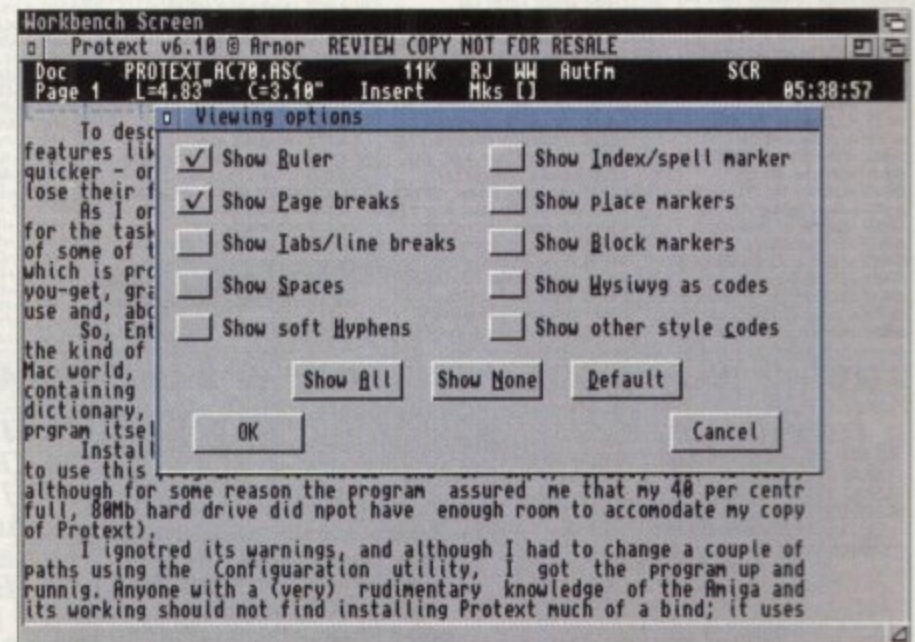 Workbench Screen
Protext v6.10 © Arnor REVIEW COPY NOT FOR RESALE
Doc PROTEXT_AC70.ASC 11K RJ WW AutFm SCR
Page 1 L=4.83" C=3.10" Insert Mks [] 05:38:57
Viewing options
To desc
features lik
quicker - or
lose their f
As I or
for the task
of some of t
which is pro
you-get, gra
use and, abo
So, Ent
the kind of
Mac world,
containing
dictionary,
prgram itsel
Install
Show Ruler
Show Page breaks
Show Tabs/line breaks
Show Spaces
Show soft Hyphens
Show Index/spell marker
Show place markers
Show Block markers
Show Wysiwyg as codes
Show other style codes
Show All Show None Default
OK Cancel
to use this
although for some reason the program assured me that my 40 per centr
full, 80Mb hard drive did npot have enough room to accomodate my copy
of Protext).
I ignotred its warnings, and although I had to change a couple of
paths using the Configuaration utility, I got the program up and
runnig. Anyone with a (very) rudimentary knowledge of the Amiga and
its working should not find installing Protext much of a bind; it uses